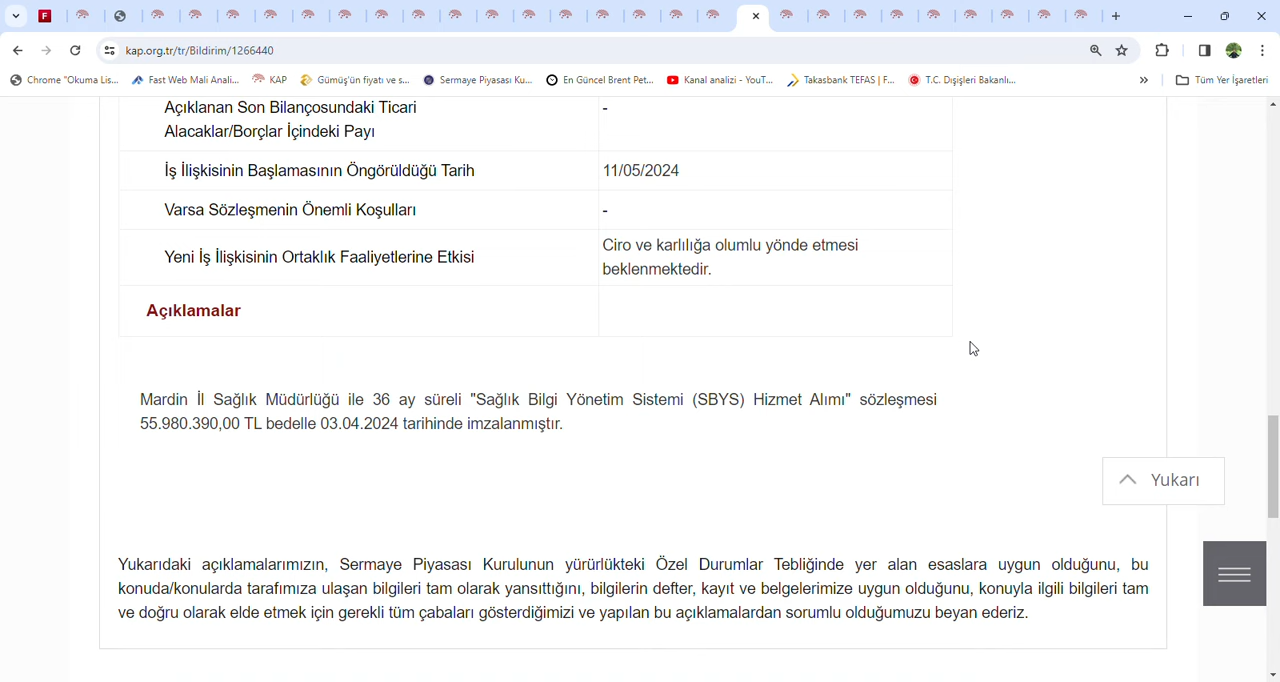 F
kap.org.tr/tr/Bildirim/1266440
Chrome "Okuma Lis...
Fast Web Mali Anali...
KAP
Gümüş'ün fiyatı ve s...
Sermaye Piyasası Ku...
En Güncel Brent Pet...
Kanal analizi - YouT...
Takasbank TEFAS | F...
T.C. Dışişleri Bakanlı...
Tüm Yer İşaretleri
Açıklanan Son Bilançosundaki Ticari
Alacaklar/Borçlar İçindeki Payı
-
İş İlişkisinin Başlamasının Öngörüldüğü Tarih
11/05/2024
Varsa Sözleşmenin Önemli Koşulları
-
Yeni İş İlişkisinin Ortaklık Faaliyetlerine Etkisi
Ciro ve karlılığa olumlu yönde etmesi
beklenmektedir.
Açıklamalar
Mardin İl Sağlık Müdürlüğü ile 36 ay süreli "Sağlık Bilgi Yönetim Sistemi (SBYS) Hizmet Alımı" sözleşmesi
55.980.390,00 TL bedelle 03.04.2024 tarihinde imzalanmıştır.
Yukarı
Yukarıdaki açıklamalarımızın, Sermaye Piyasası Kurulunun yürürlükteki Özel Durumlar Tebliğinde yer alan esaslara uygun olduğunu, bu
konuda/konularda tarafımıza ulaşan bilgileri tam olarak yansıttığını, bilgilerin defter, kayıt ve belgelerimize uygun olduğunu, konuyla ilgili bilgileri tam
ve doğru olarak elde etmek için gerekli tüm çabaları gösterdiğimizi ve yapılan bu açıklamalardan sorumlu olduğumuzu beyan ederiz.